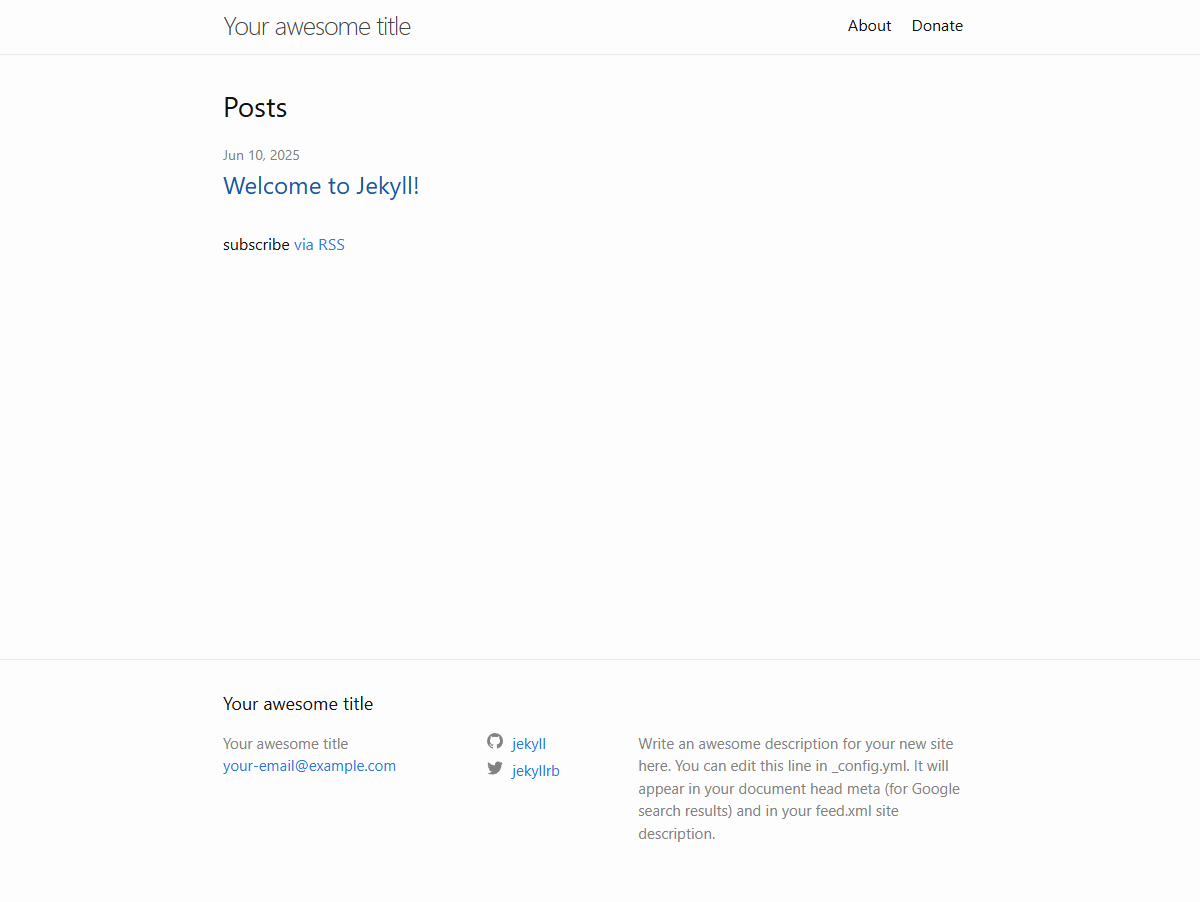 Your awesome title
About Donate
Posts
Jun 10, 2025
Welcome to Jekyll!
subscribe via RSS
Your awesome title
Your awesome title
your-email@example.com
jekyll
jekyllrb
Write an awesome description for your new site
here. You can edit this line in _config.yml. It will
appear in your document head meta (for Google
search results) and in your feed.xml site
description.